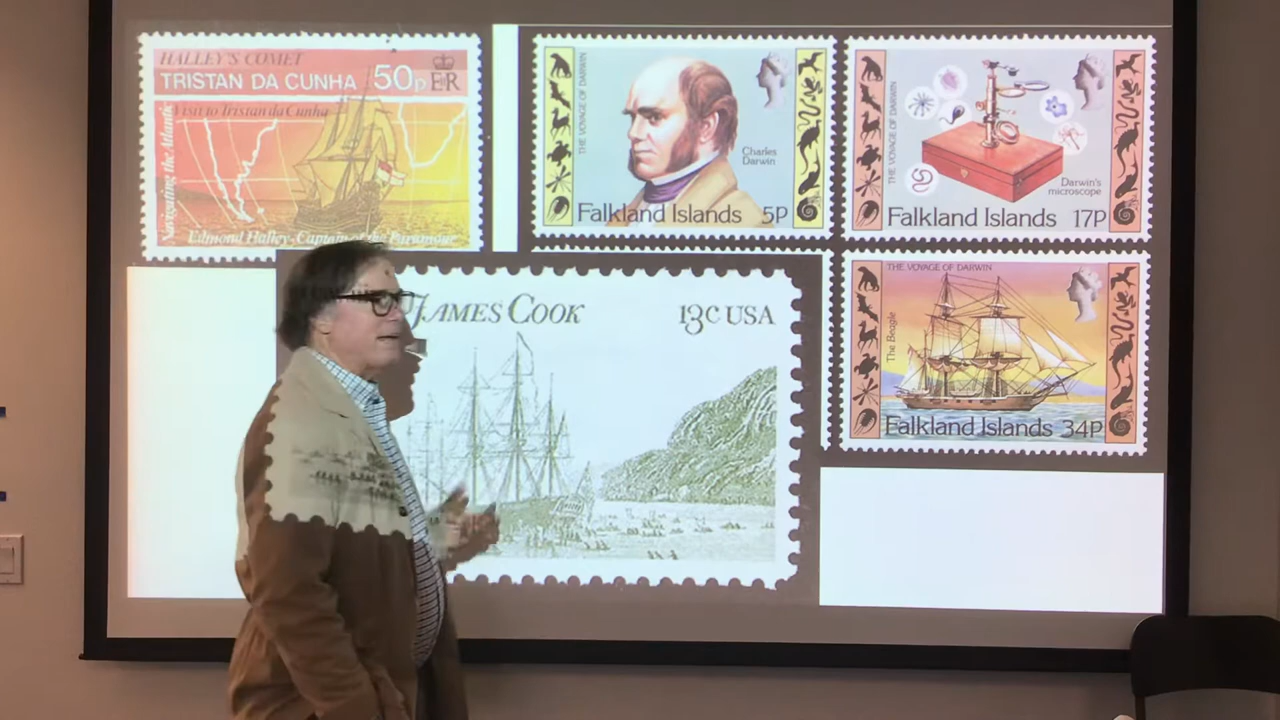 HALLEY'S COMET
TRISTAN DA CUNHA 50p E R
Visit to Tristan da Cunha
Navigating the Atlantic
Edmond Halley-Captain of the Paramour
THE VOYAGE OF DARWIN
Charles
Darwin
Falkland Islands 5P
THE VOYAGE OF DARWIN
Darwin's
microscope
Falkland Islands 17P
JAMES COOK 13c USA
THE VOYAGE OF DARWIN
The Beagle
Falkland Islands 34P